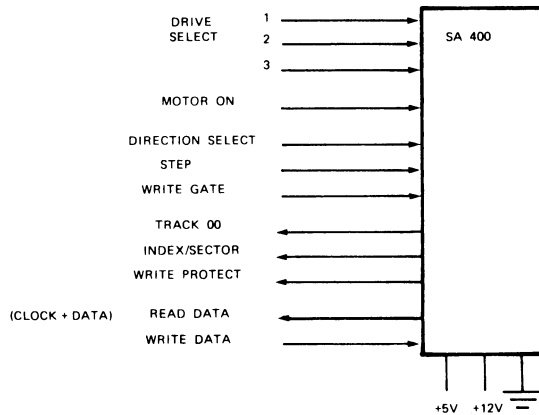 DRIVE 1
SELECT 2
3
SA 400
MOTOR ON
DIRECTION SELECT
STEP
WRITE GATE
TRACK 00
INDEX/SECTOR
WRITE PROTECT
(CLOCK + DATA) READ DATA
WRITE DATA
+5V +12V